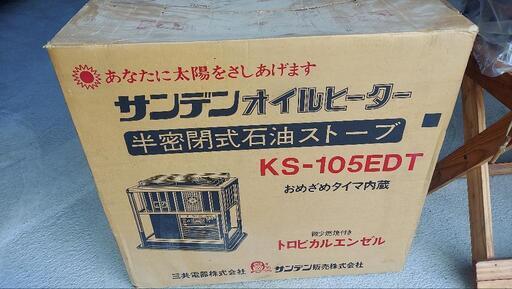 あなたに太陽をさしあげます
サンデンオイルヒーター
半密閉式石油ストーブ
KS-105EDT
おめざめタイマ内蔵
微少燃焼付き
トロピカルエンゼル
三共電器株式会社 サンデン販売株式会社